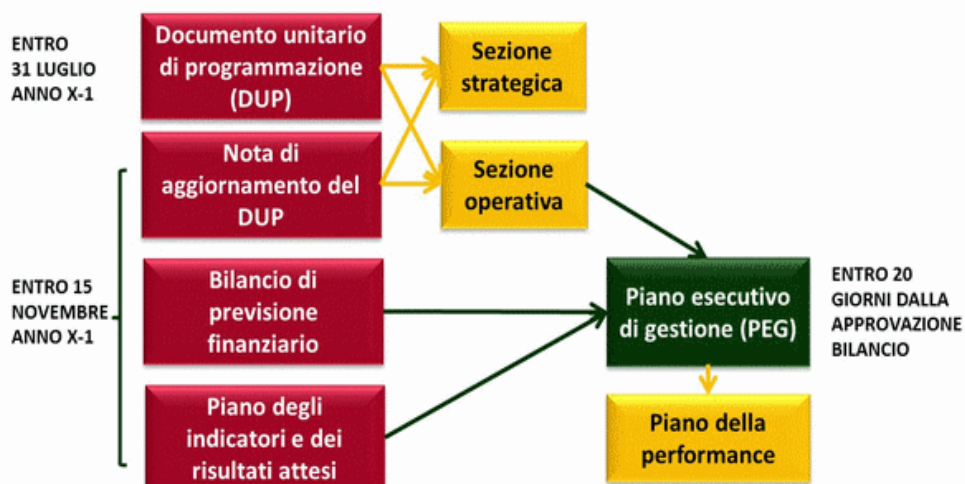 ENTRO
31 LUGLIO
ANNO X-1
Documento unitario
di programmazione
(DUP)
Sezione
strategica
Nota di
aggiornamento del
DUP
Sezione
operativa
ENTRO 15
NOVEMBRE
ANNO X-1
Bilancio di
previsione
finanziario
Piano degli
indicatori e dei
risultati attesi
Piano esecutivo
di gestione (PEG)
ENTRO 20
GIORNI DALLA
APPROVAZIONE
BILANCIO
Piano della
performance